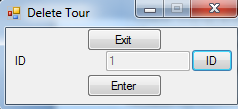 Delete Tour
Exit
ID 1 ID
Enter